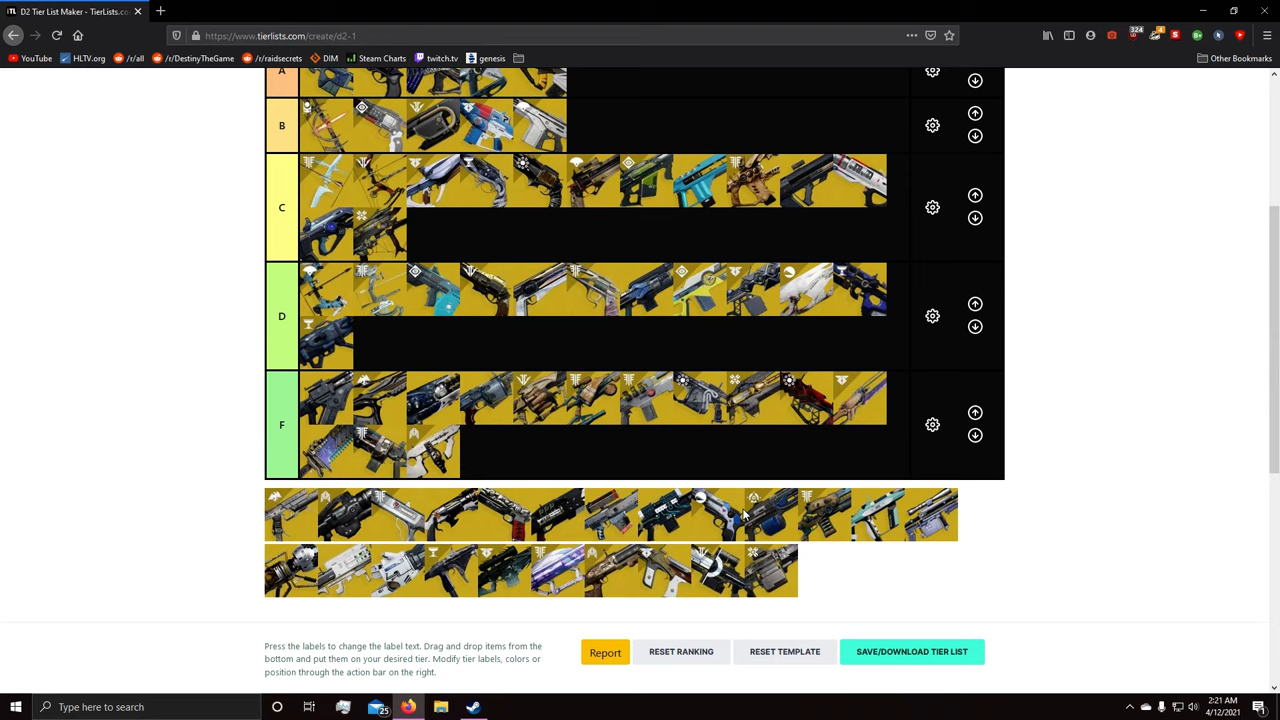 D2 Tier List Maker - TierLists.co
https://www.tierlists.com/create/d2-1
324
4
YouTube
HLTV.org
/r/all
/r/DestinyTheGame
/r/raidsecrets
DIM
Steam Charts
twitch.tv
genesis
Other Bookmarks
A
B
C
D
F
Press the labels to change the label text. Drag and drop items from the
bottom and put them on your desired tier. Modify tier labels, colors or
position through the action bar on the right.
Report
RESET RANKING
RESET TEMPLATE
SAVE/DOWNLOAD TIER LIST
Type here to search
25
2:21 AM
4/12/2021
1